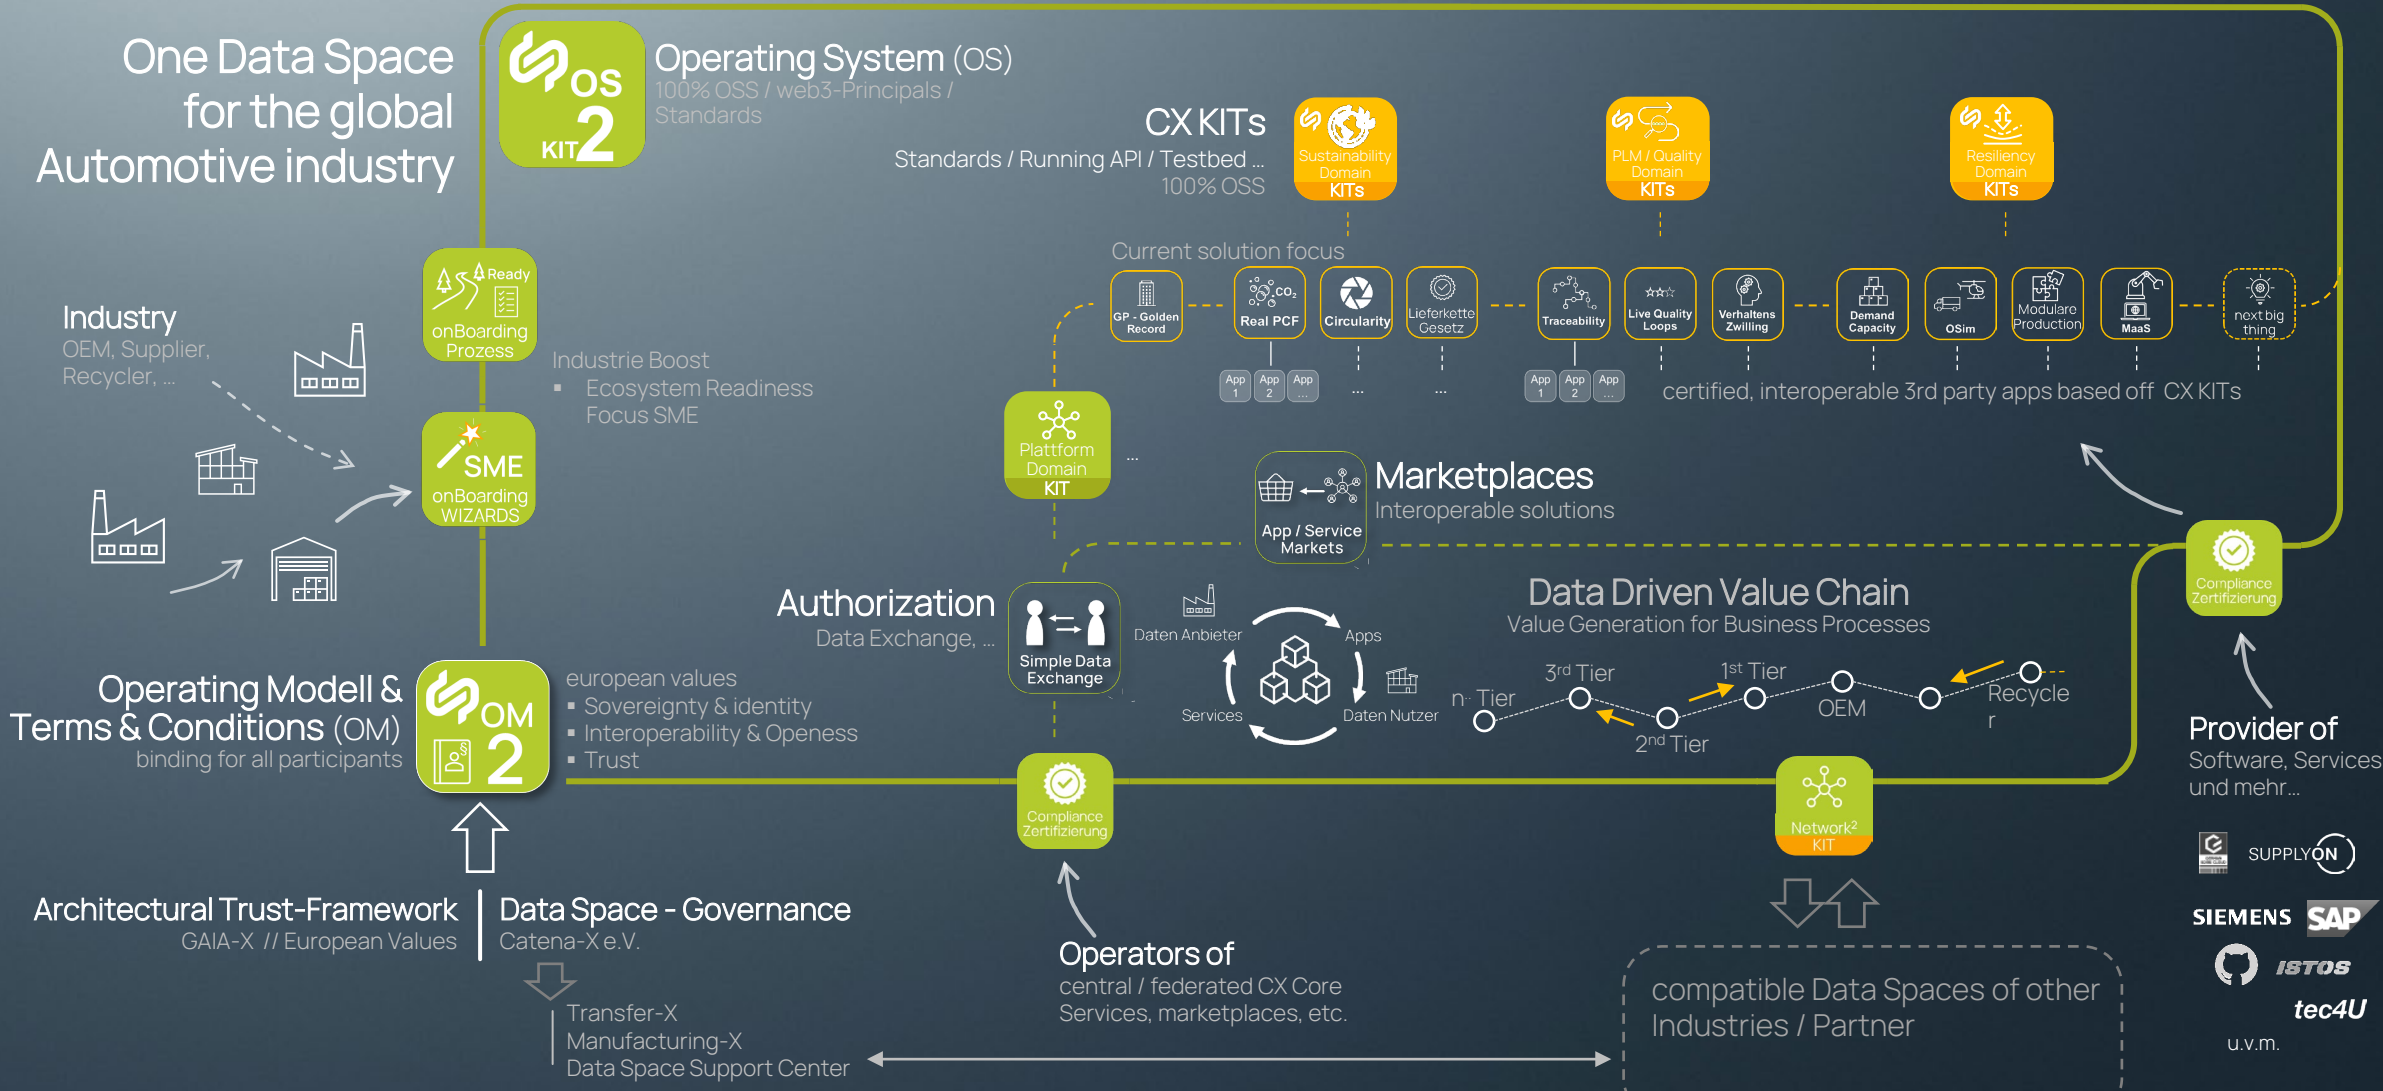 One Data Space
for the global
Automotive industry
OS
KIT 2
Operating System (OS)
100% OSS / web3-Principals /
Standards
CX KITs
Standards / Running API / Testbed ...
100% OSS
Sustainability
Domain
KITs
PLM / Quality
Domain
KITs
Resiliency
Domain
KITs
Current solution focus
GP - Golden
Record
CO2
Real PCF
Circularity
Lieferkette
Gesetz
Traceability
Live Quality
Loops
Verhaltens
Zwilling
Demand
Capacity
OSim
Modulare
Production
MaaS
next big
thing
App
1
App
2
App
...
...
...
App
1
App
2
App
...
certified, interoperable 3rd party apps based off CX KITs
Industry
OEM, Supplier,
Recycler, ...
Ready
onBoarding
Prozess
Industrie Boost
▪ Ecosystem Readiness
Focus SME
SME
onBoarding
WIZARDS
Plattform
Domain
KIT
...
App / Service
Markets
Marketplaces
Interoperable solutions
Compliance
Zertifizierung
Authorization
Data Exchange, ...
Simple Data
Exchange
Daten Anbieter
Apps
Services
Daten Nutzer
Data Driven Value Chain
Value Generation for Business Processes
n.. Tier
3rd Tier
2nd Tier
1st Tier
OEM
Recycle
r
Operating Modell &
Terms & Conditions (OM)
binding for all participants
OM
§
2
european values
▪ Sovereignty & identity
▪ Interoperability & Openess
▪ Trust
Compliance
Zertifizierung
Network2
KIT
Provider of
Software, Services
und mehr...
SUPPLYON
SIEMENS
SAP
ISTOS
tec4U
u.v.m.
Architectural Trust-Framework
GAIA-X // European Values
Data Space - Governance
Catena-X e.V.
Transfer-X
Manufacturing-X
Data Space Support Center
Operators of
central / federated CX Core
Services, marketplaces, etc.
compatible Data Spaces of other
Industries / Partner